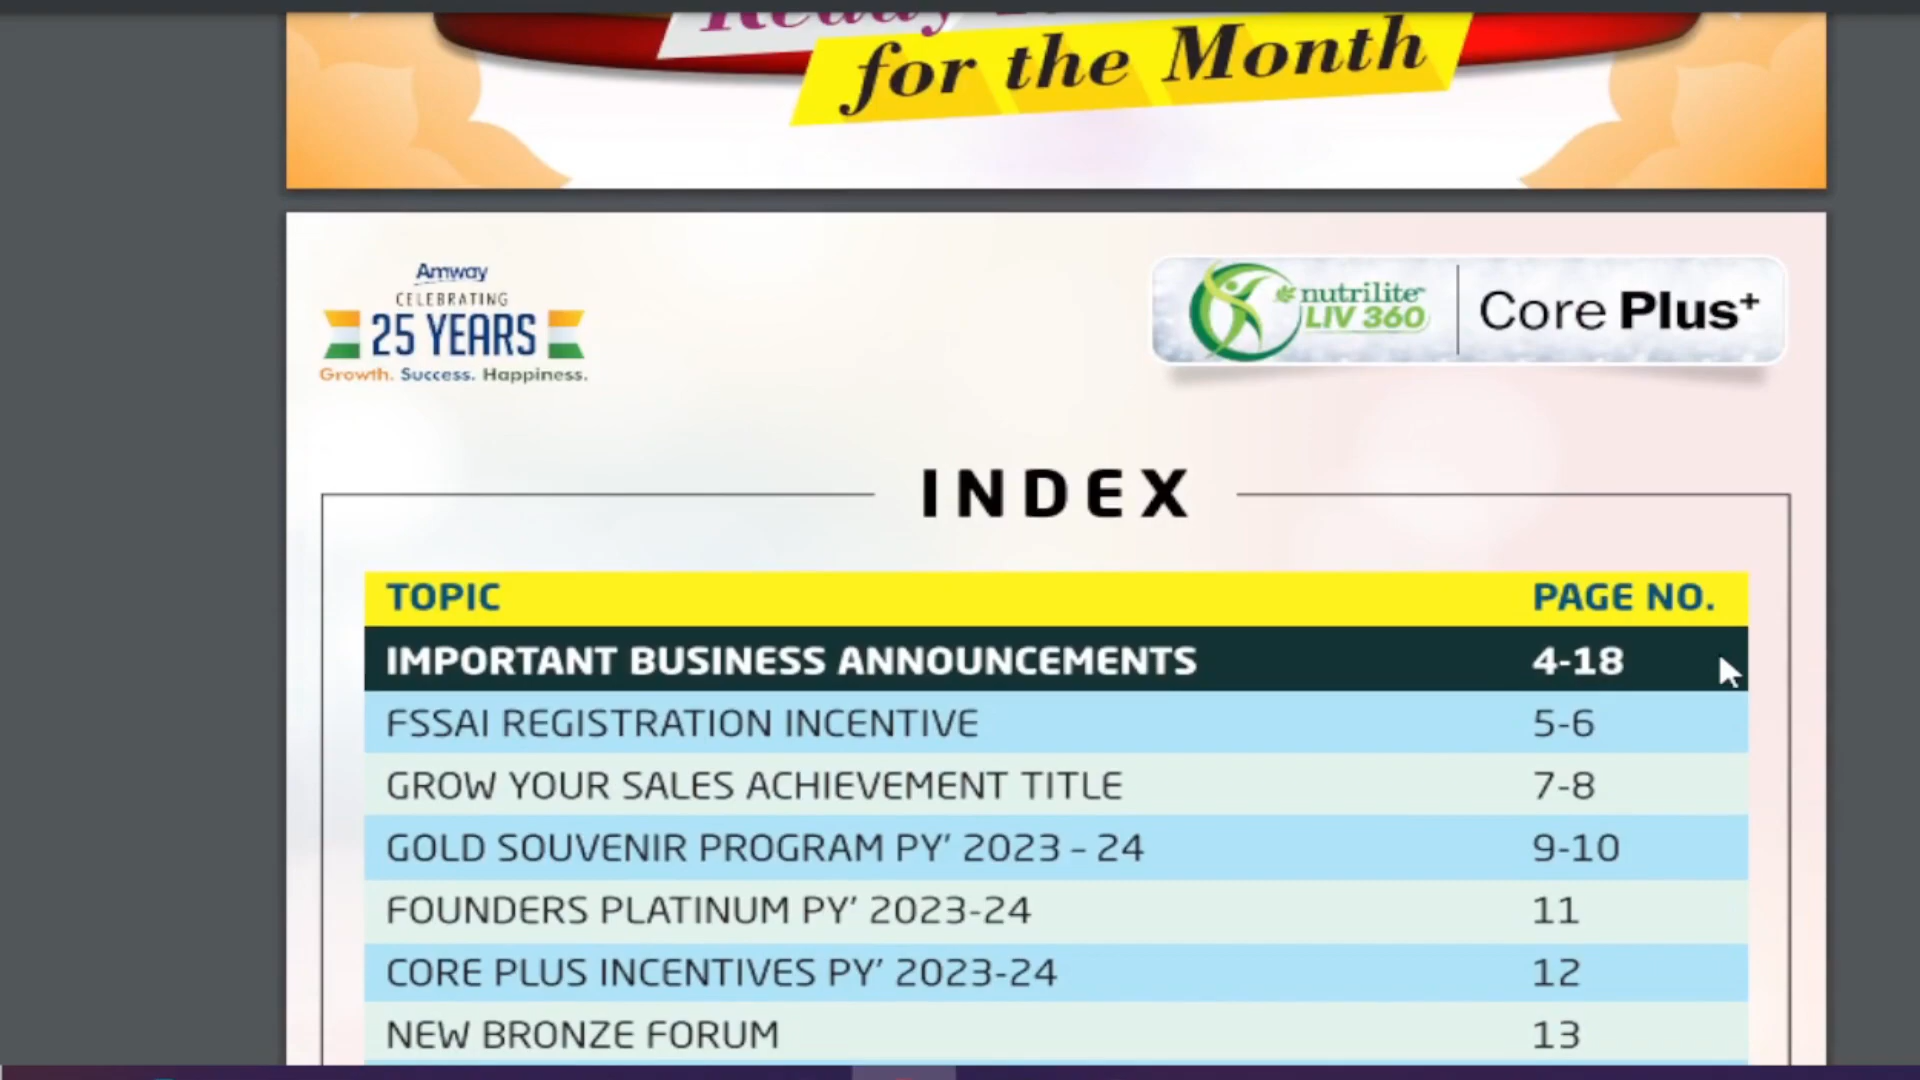 for the Month
Amway
CELEBRATING
25 YEARS
Growth. Success. Happiness.
nutrilite™
LIV 360
Core Plus+
INDEX
TOPIC PAGE NO.
IMPORTANT BUSINESS ANNOUNCEMENTS 4-18
FSSAI REGISTRATION INCENTIVE 5-6
GROW YOUR SALES ACHIEVEMENT TITLE 7-8
GOLD SOUVENIR PROGRAM PY’ 2023 – 24 9-10
FOUNDERS PLATINUM PY’ 2023-24 11
CORE PLUS INCENTIVES PY’ 2023-24 12
NEW BRONZE FORUM 13